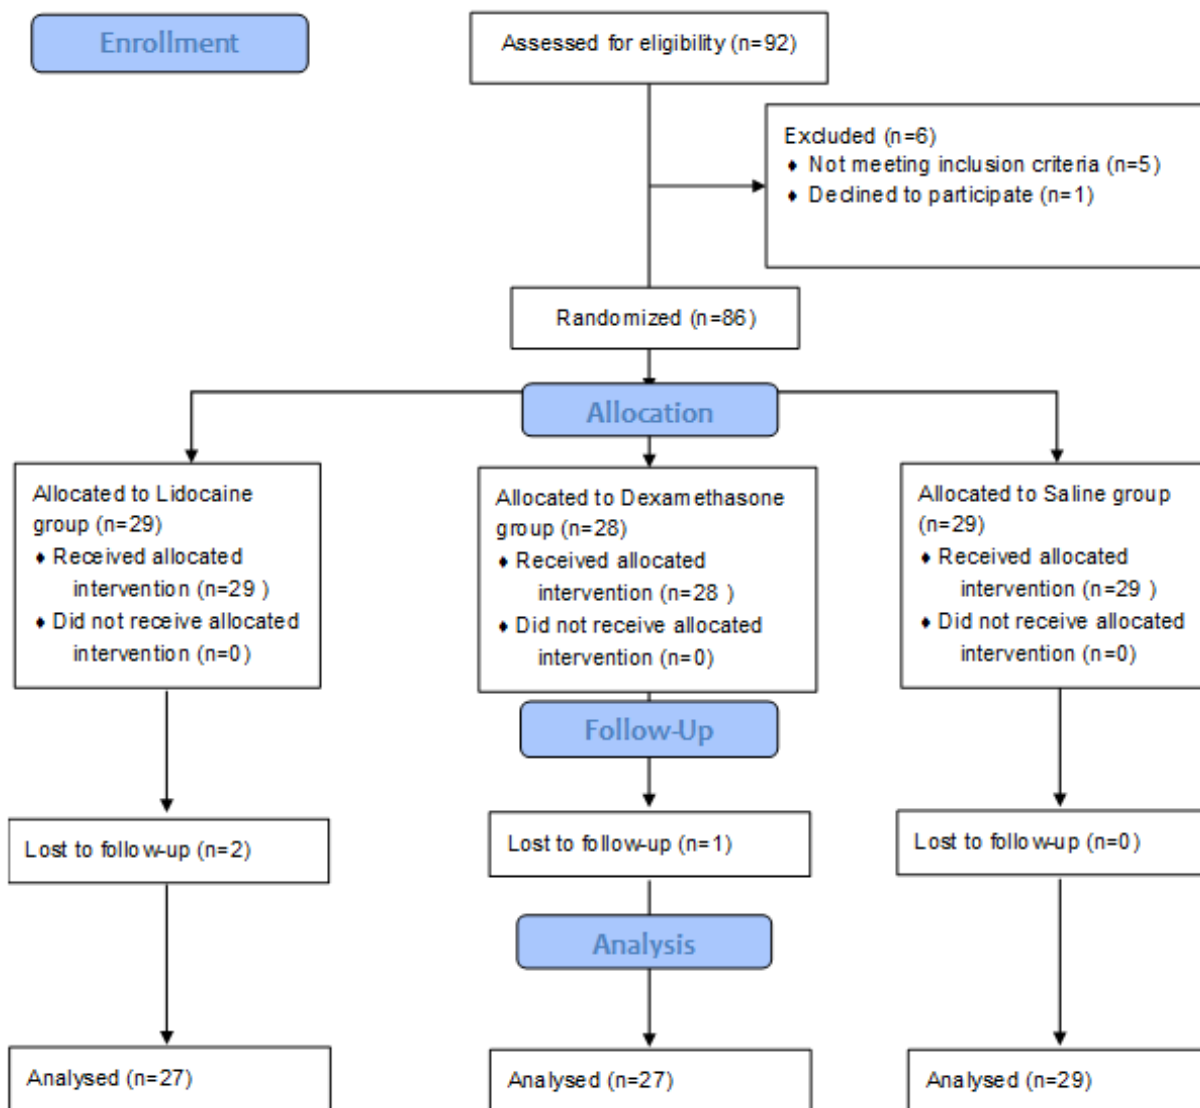 Enrollment
Assessed for eligibility (n=92)
Excluded (n=6)
♦ Not meeting inclusion criteria (n=5)
♦ Declined to participate (n=1)
Randomized (n=86)
Allocation
Allocated to Lidocaine
group (n=29)
♦ Received allocated
intervention (n=29 )
♦ Did not receive allocated
intervention (n=0)
Allocated to Dexamethasone
group (n=28)
♦ Received allocated
intervention (n=28 )
♦ Did not receive allocated
intervention (n=0)
Allocated to Saline group
(n=29)
♦ Received allocated
intervention (n=29 )
♦ Did not receive allocated
intervention (n=0)
Follow-Up
Lost to follow-up (n=2)
Lost to follow-up (n=1)
Lost to follow-up (n=0)
Analysis
Analysed (n=27)
Analysed (n=27)
Analysed (n=29)